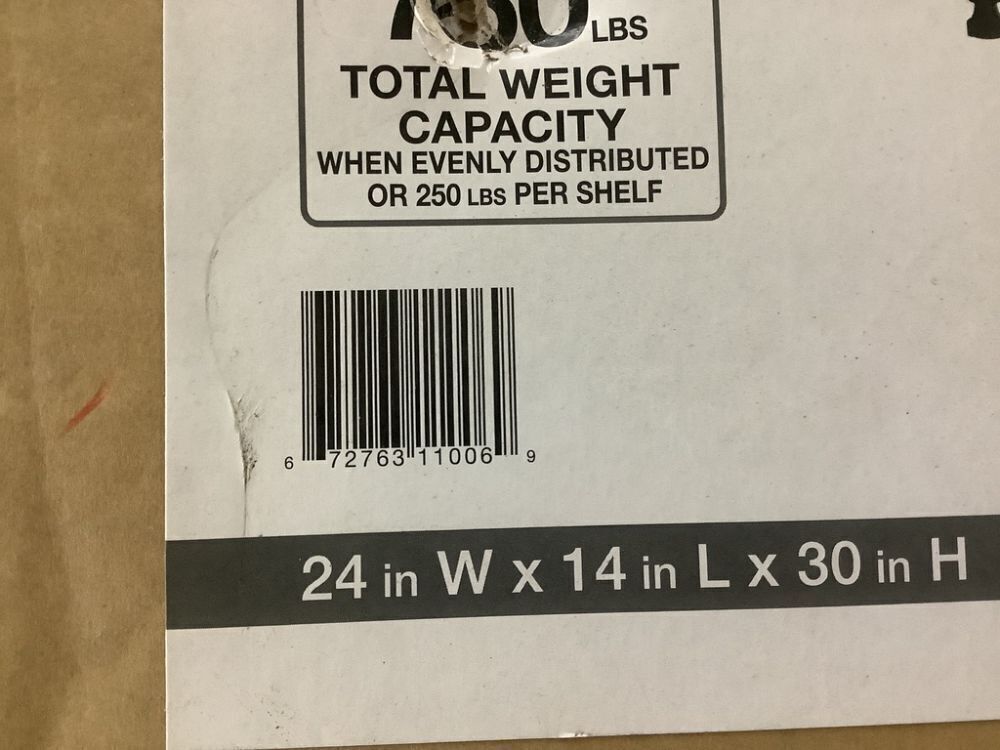 LBS
TOTAL WEIGHT
CAPACITY
WHEN EVENLY DISTRIBUTED
OR 250 LBS PER SHELF
6 72763 11006 9
24 in W x 14 in L x 30 in H